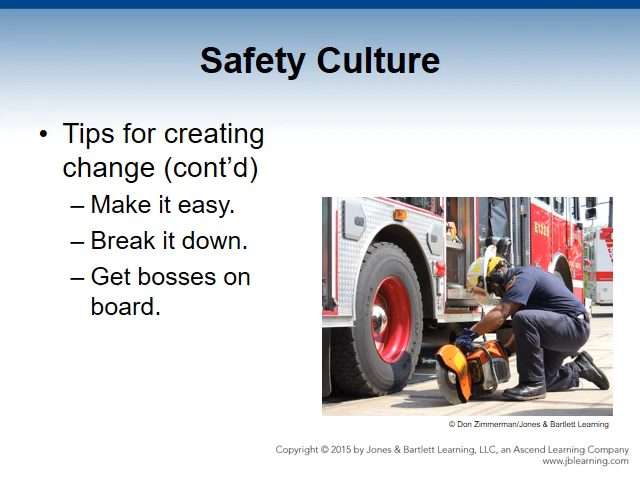 Safety Culture
• Tips for creating
change (cont’d)
– Make it easy.
– Break it down.
– Get bosses on
board.
© Don Zimmerman/Jones & Bartlett Learning
Copyright © 2015 by Jones & Bartlett Learning, LLC, an Ascend Learning Company
www.jblearning.com